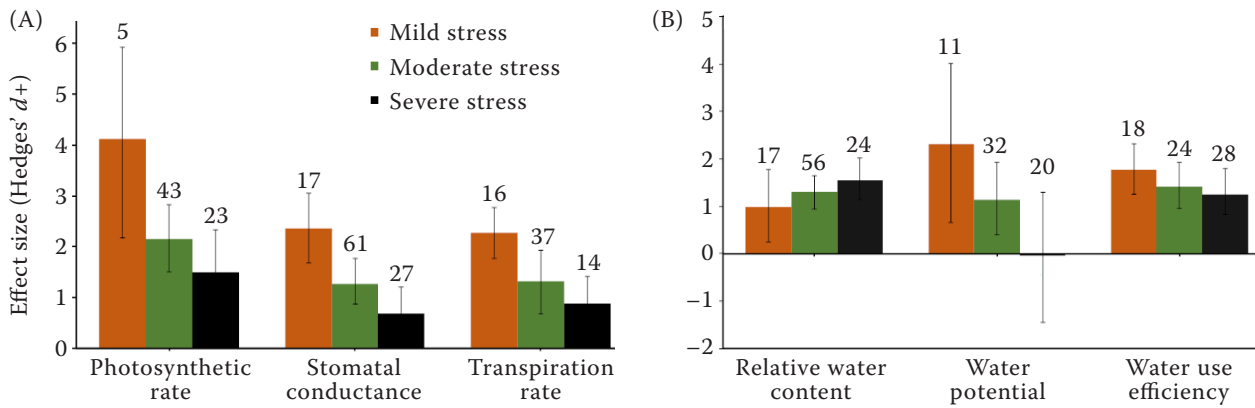 (A)
Effect size (Hedges’ d+)
6
5
4
3
2
1
0
Mild stress
Moderate stress
Severe stress
5
43
23
17
61
27
16
37
14
Photosynthetic
rate
Stomatal
conductance
Transpiration
rate
(B)
5
4
3
2
1
0
−1
−2
17
56
24
11
32
20
18
24
28
Relative water
content
Water
potential
Water use
efficiency